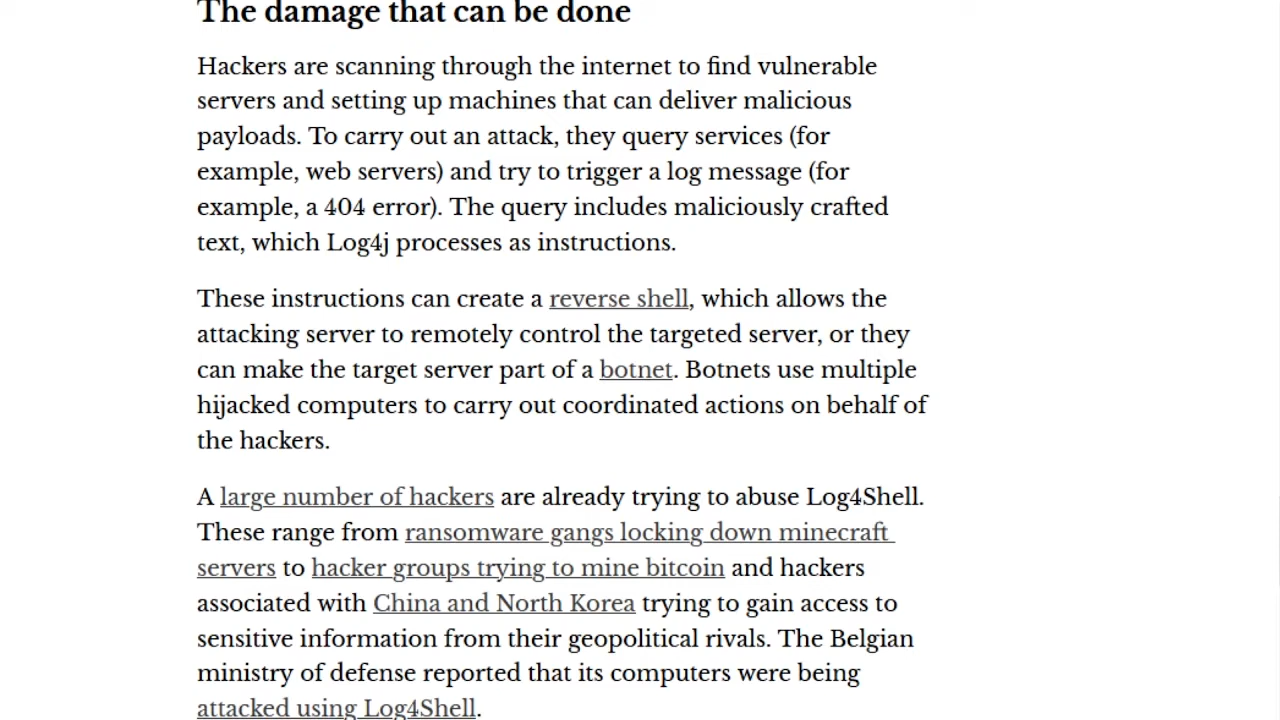 The damage that can be done
Hackers are scanning through the internet to find vulnerable
servers and setting up machines that can deliver malicious
payloads. To carry out an attack, they query services (for
example, web servers) and try to trigger a log message (for
example, a 404 error). The query includes maliciously crafted
text, which Log4j processes as instructions.
These instructions can create a reverse shell, which allows the
attacking server to remotely control the targeted server, or they
can make the target server part of a botnet. Botnets use multiple
hijacked computers to carry out coordinated actions on behalf of
the hackers.
A large number of hackers are already trying to abuse Log4Shell.
These range from ransomware gangs locking down minecraft
servers to hacker groups trying to mine bitcoin and hackers
associated with China and North Korea trying to gain access to
sensitive information from their geopolitical rivals. The Belgian
ministry of defense reported that its computers were being
attacked using Log4Shell.